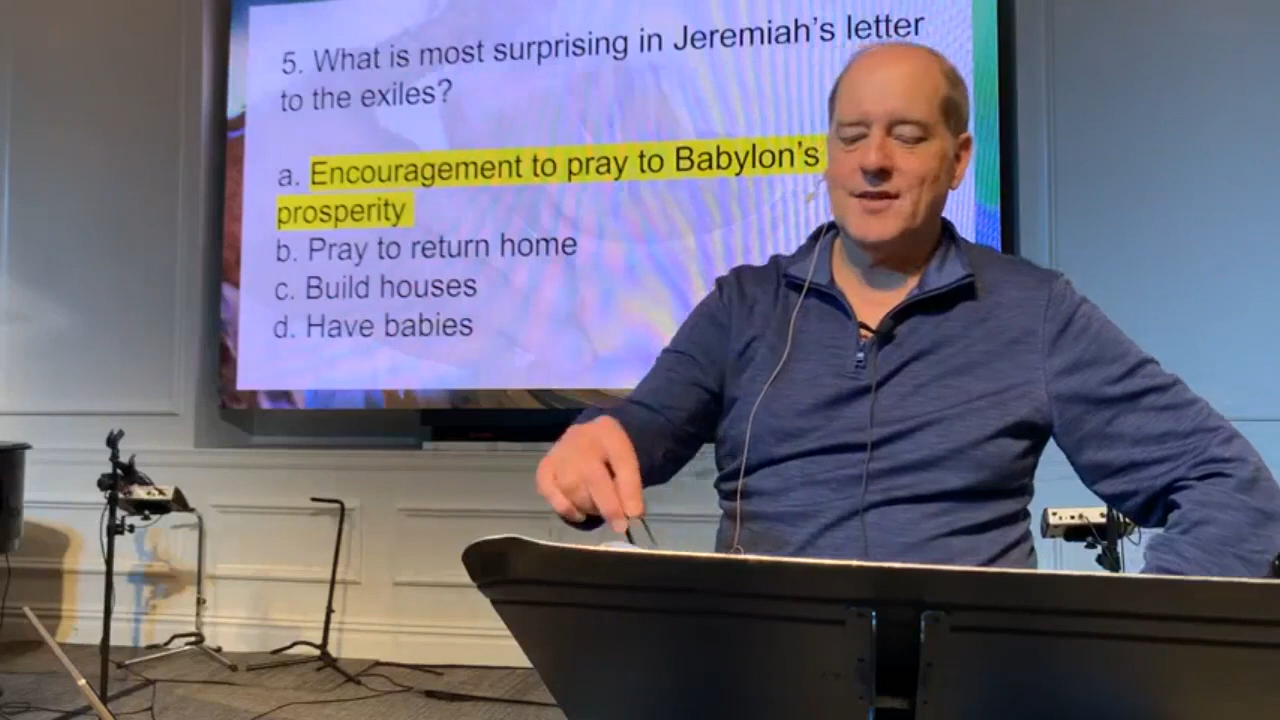 5. What is most surprising in Jeremiah's letter
to the exiles?
a. Encouragement to pray to Babylon's
prosperity
b. Pray to return home
c. Build houses
d. Have babies